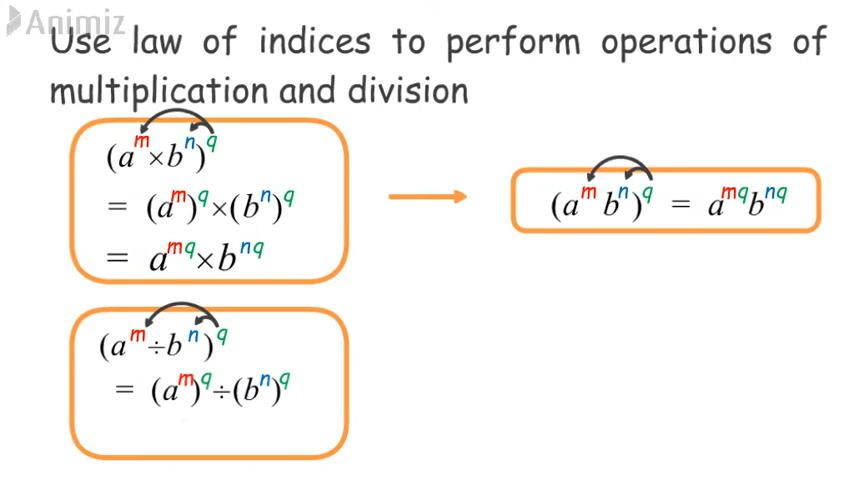 Animiz
Use law of indices to perform operations of
multiplication and division
(a^m × b^n)^q
= (a^m)^q × (b^n)^q
= a^mq × b^nq
(a^m b^n)^q = a^mq b^nq
(a^m ÷ b^n)^q
= (a^m)^q ÷ (b^n)^q